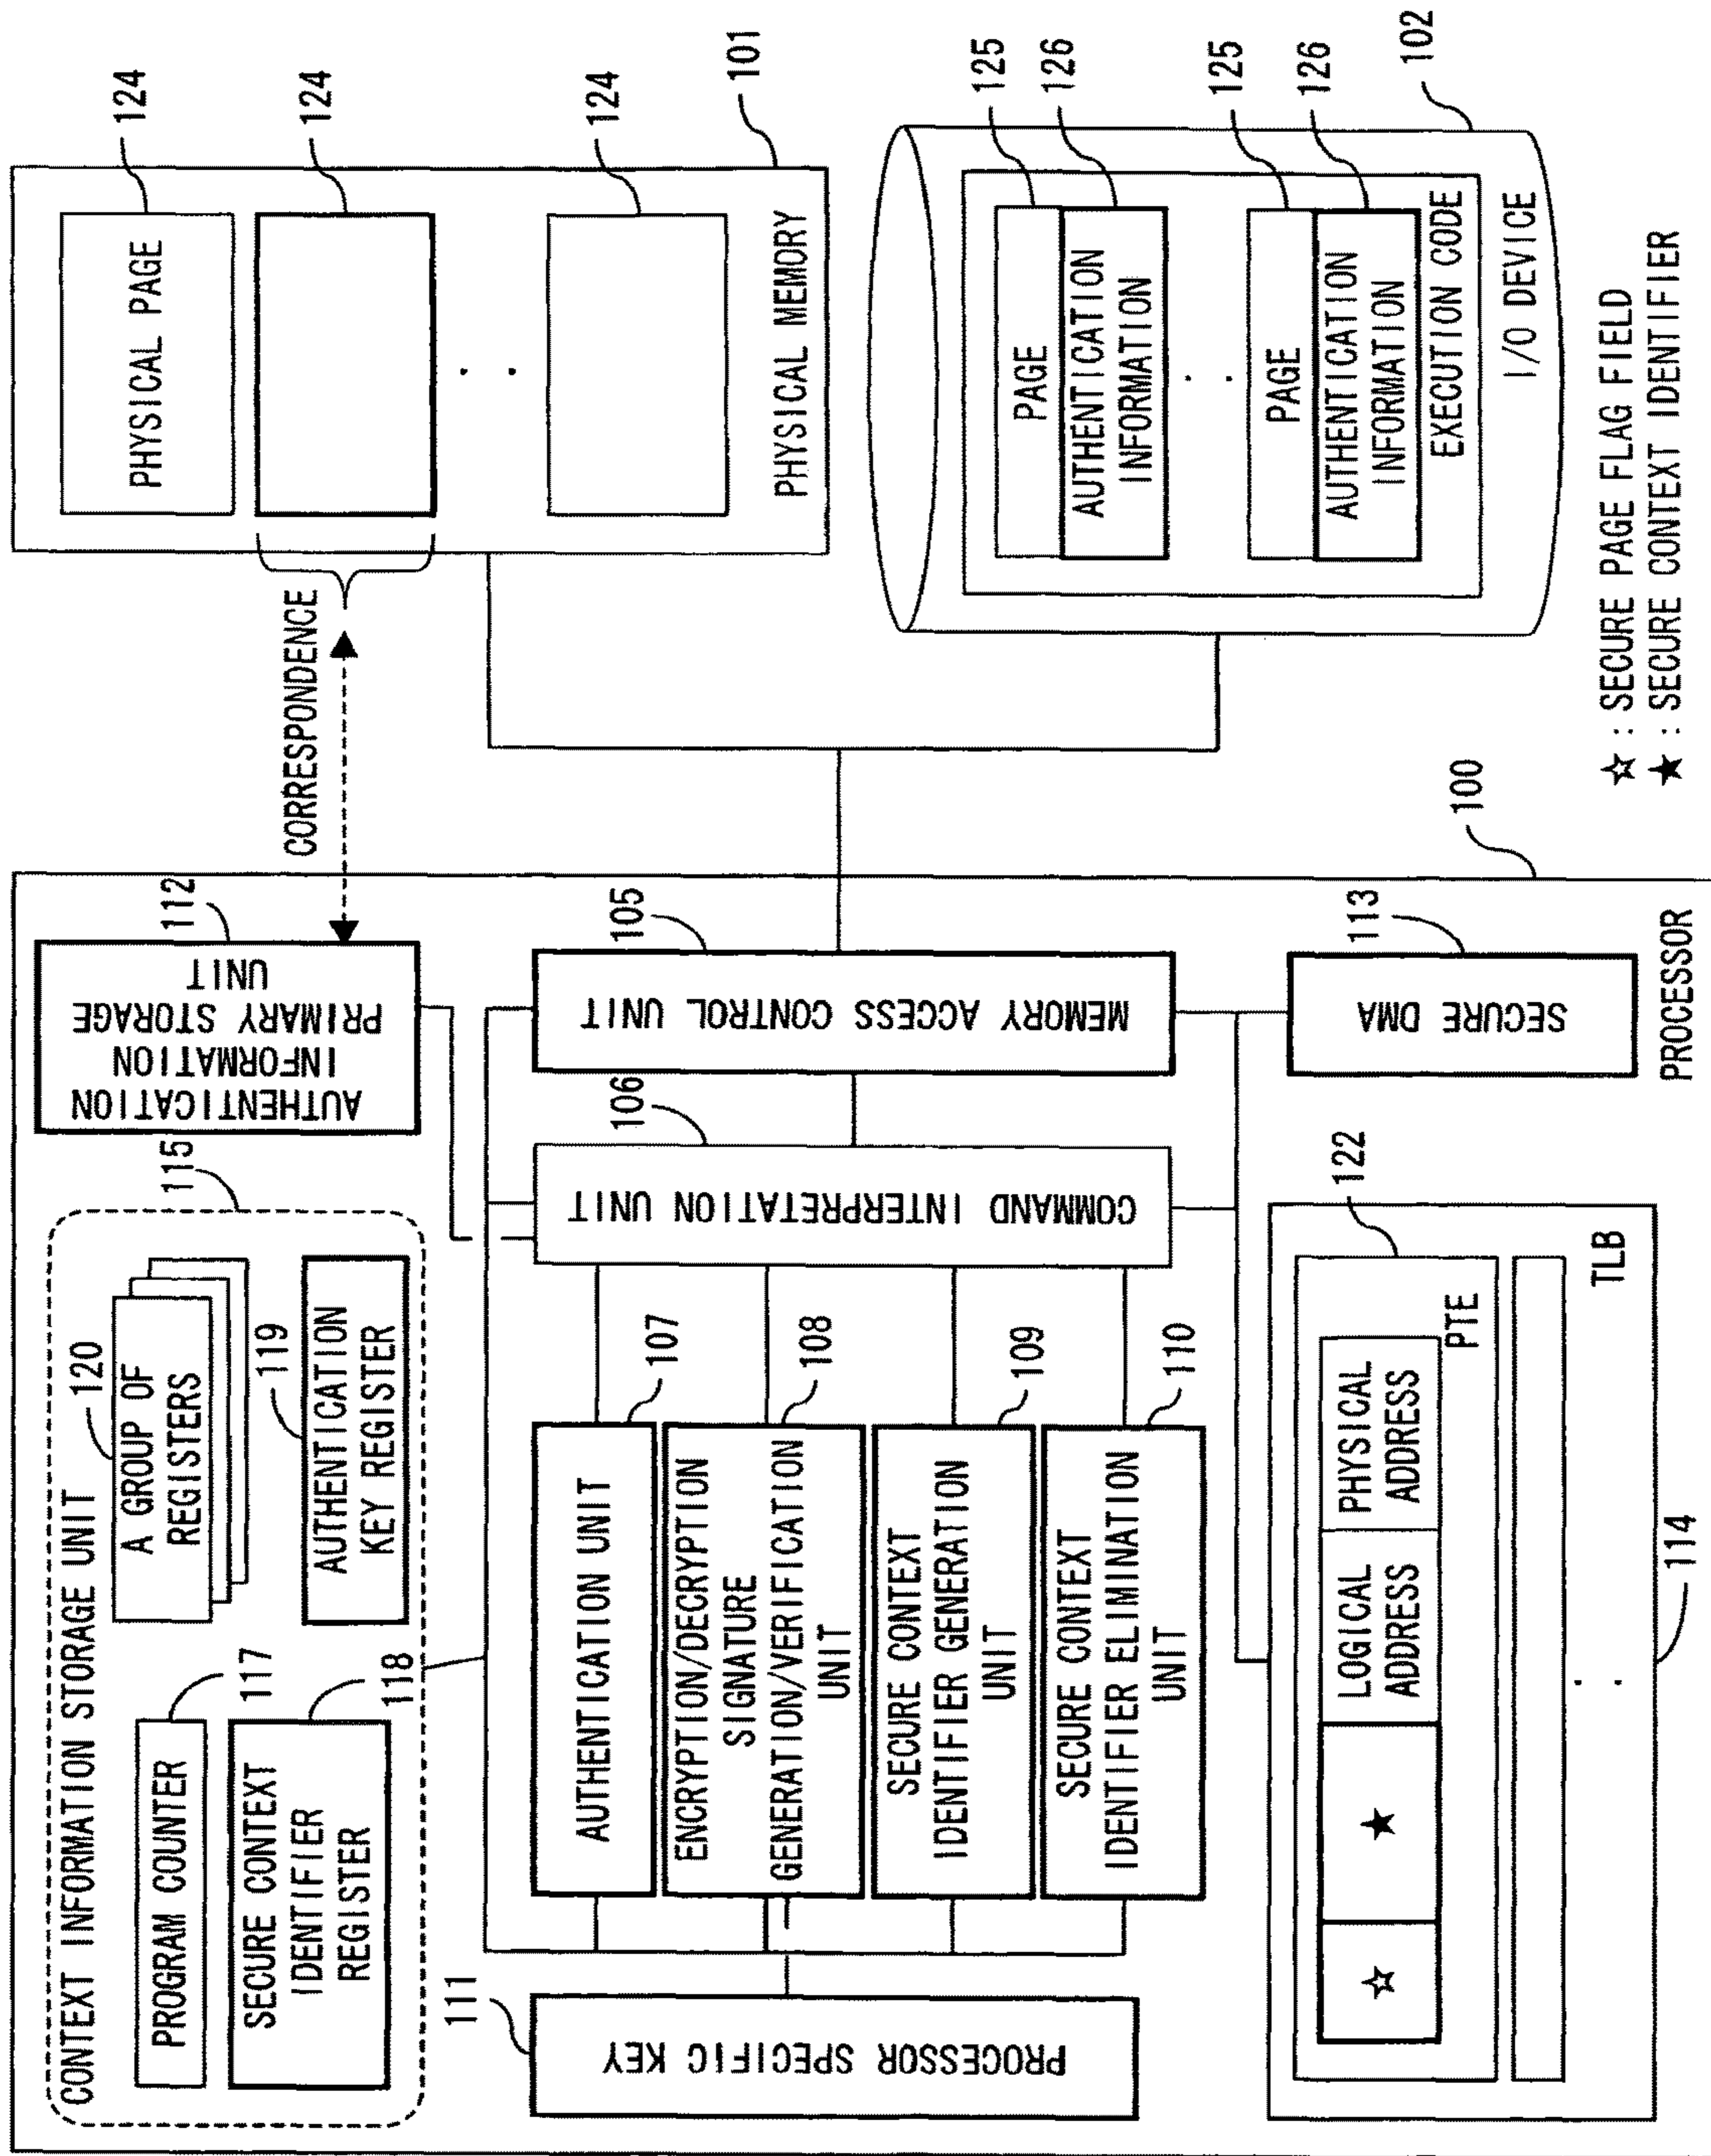 CONTEXT INFORMATION STORAGE UNIT
115
PROGRAM COUNTER
117
120
A GROUP OF
REGISTERS
SECURE CONTEXT
IDENTIFIER
REGISTER
118
119
AUTHENTICATION
KEY REGISTER
AUTHENTICATION
INFORMATION
PRIMARY STORAGE
UNIT
112
CORRESPONDENCE
PHYSICAL PAGE
124
124
.
.
124
PHYSICAL MEMORY
101
111
PROCESSOR SPECIFIC KEY
AUTHENTICATION UNIT
107
ENCRYPTION/DECRYPTION
SIGNATURE
GENERATION/VERIFICATION
UNIT
108
SECURE CONTEXT
IDENTIFIER GENERATION
UNIT
109
SECURE CONTEXT
IDENTIFIER ELIMINATION
UNIT
110
106
COMMAND INTERPRETATION
UNIT
105
MEMORY ACCESS CONTROL UNIT
PAGE
125
AUTHENTICATION
INFORMATION
126
.
.
PAGE
125
AUTHENTICATION
INFORMATION
126
EXECUTION CODE
I/O DEVICE
102
☆
★
LOGICAL
ADDRESS
PHYSICAL
ADDRESS
PTE
122
.
.
TLB
114
113
SECURE DMA
PROCESSOR
100
☆ : SECURE PAGE FLAG FIELD
★ : SECURE CONTEXT IDENTIFIER